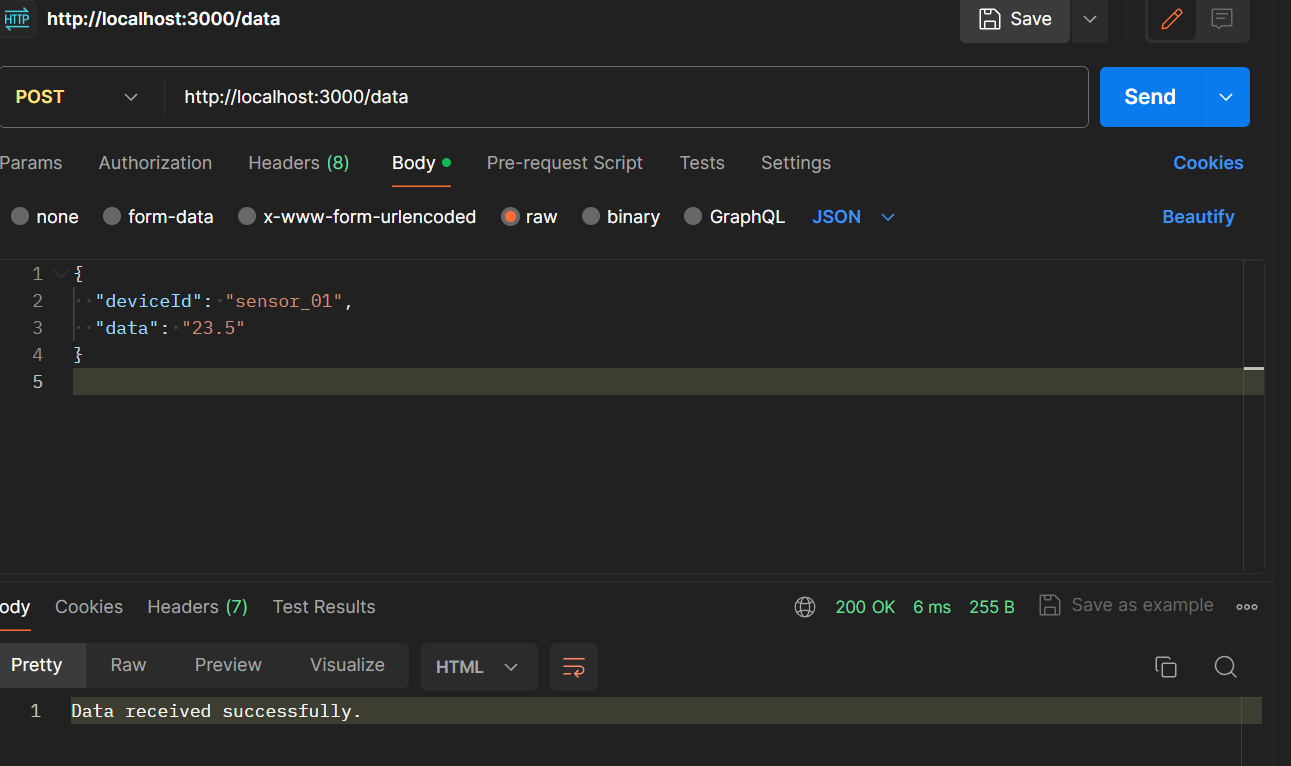 HTTP http://localhost:3000/data Save
POST http://localhost:3000/data Send
Params Authorization Headers (8) Body Pre-request Script Tests Settings Cookies
none form-data x-www-form-urlencoded raw binary GraphQL JSON Beautify
1 {
2 "deviceId": "sensor_01",
3 "data": "23.5"
4 }
5
ody Cookies Headers (7) Test Results 200 OK 6 ms 255 B Save as example
Pretty Raw Preview Visualize HTML
1 Data received successfully.